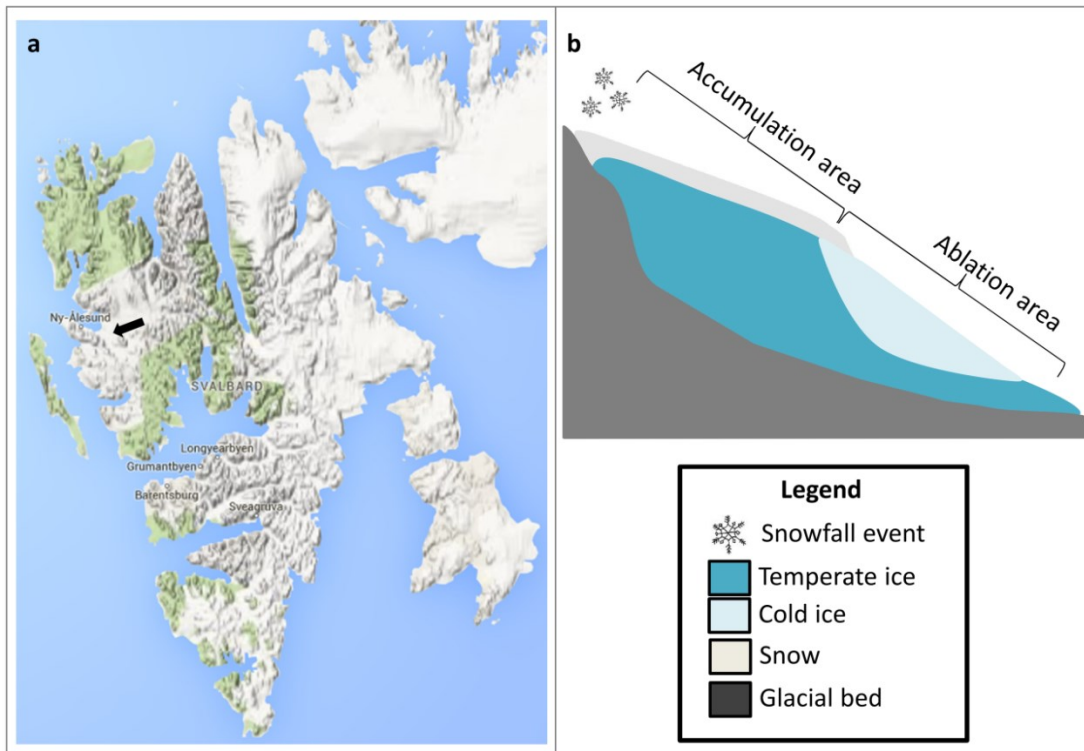 a
Ny-Ålesund
SVALBARD
Longyearbyen
Grumantbyen
Barentsburg
Sveagruva
b
Accumulation area
Ablation area
Legend
Snowfall event
Temperate ice
Cold ice
Snow
Glacial bed